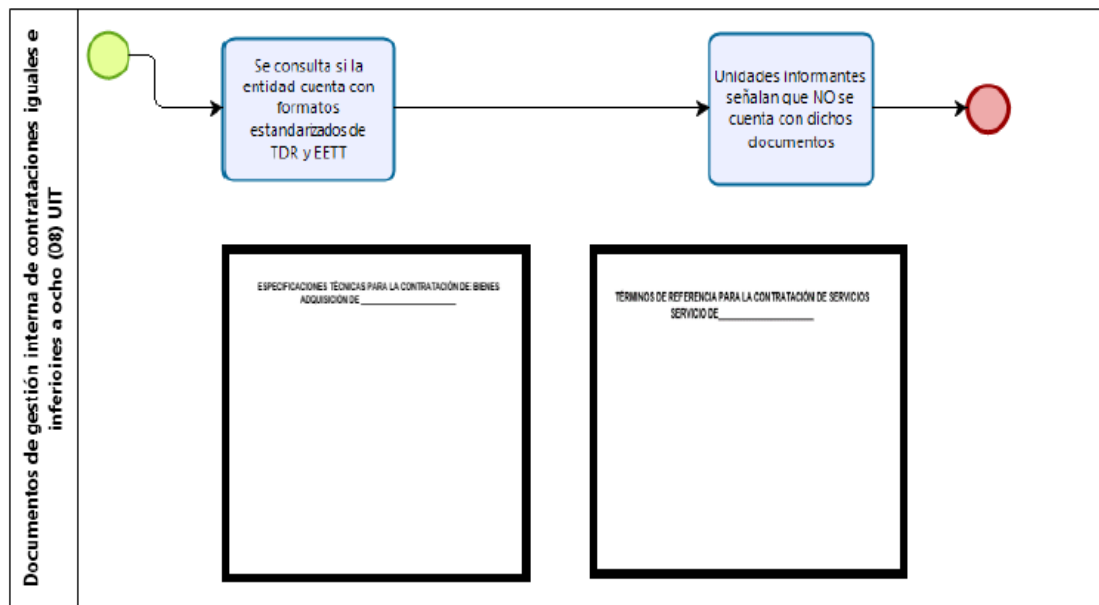 Documentos de gestión interna de contrataciones iguales e
inferioires a ocho (08) UIT
Se consulta si la
entidad cuenta con
formatos
estandarizados de
TDR y EETT
Unidades informantes
señalan que NO se
cuenta con dichos
documentos
ESPECIFICACIONES TÉCNICAS PARA LA CONTRATACIÓN DE BIENES
ADQUISICIÓN DE ____________________
TÉRMINOS DE REFERENCIA PARA LA CONTRATACIÓN DE SERVICIOS
SERVICIO DE____________________